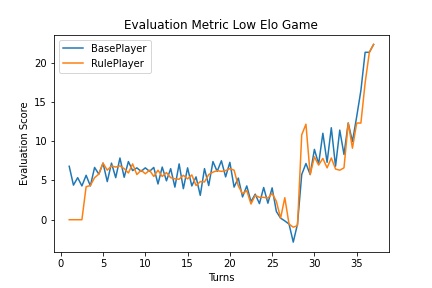 Evaluation Metric Low Elo Game
BasePlayer
RulePlayer
Evaluation Score
20
15
10
5
0
0 5 10 15 20 25 30 35
Turns